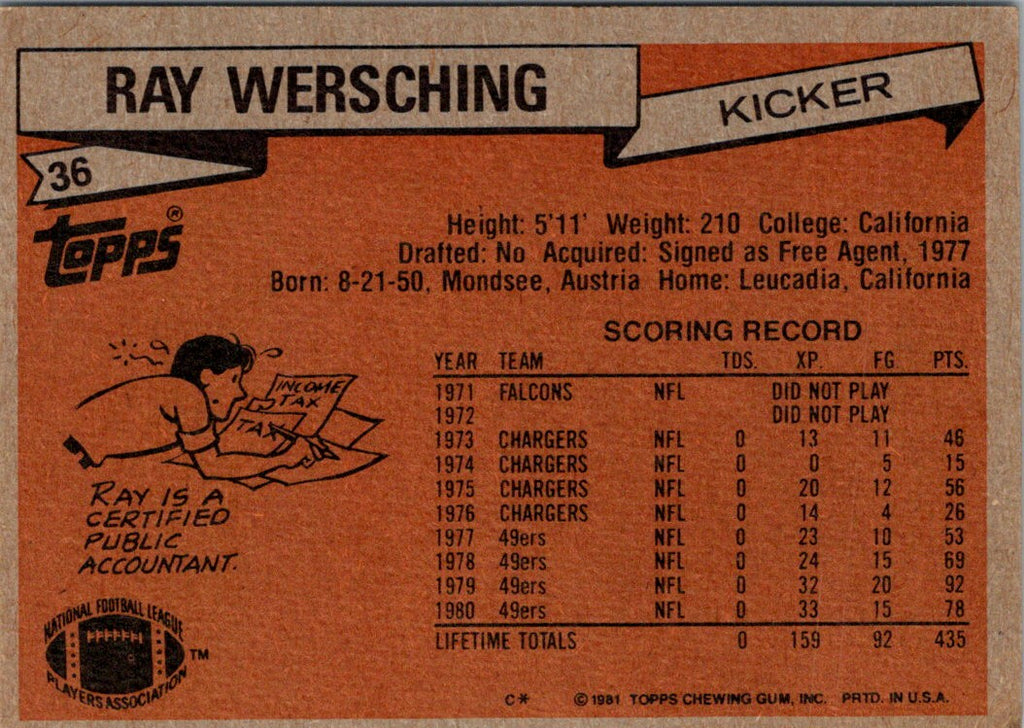 RAY WERSCHING
KICKER
36
TOPPS®
Height: 5'11' Weight: 210 College: California
Drafted: No Acquired: Signed as Free Agent, 1977
Born: 8-21-50, Mondsee, Austria Home: Leucadia, California
SCORING RECORD
YEAR TEAM TDS. XP. FG. PTS.
1971 FALCONS NFL DID NOT PLAY
1972 DID NOT PLAY
1973 CHARGERS NFL 0 13 11 46
1974 CHARGERS NFL 0 0 5 15
1975 CHARGERS NFL 0 20 12 56
1976 CHARGERS NFL 0 14 4 26
1977 49ers NFL 0 23 10 53
1978 49ers NFL 0 24 15 69
1979 49ers NFL 0 32 20 92
1980 49ers NFL 0 33 15 78
LIFETIME TOTALS 0 159 92 435
INCOME
TAX
TAX
RAY IS A
CERTIFIED
PUBLIC
ACCOUNTANT.
NATIONAL FOOTBALL LEAGUE
PLAYERS ASSOCIATION
TM
C* ©1981 TOPPS CHEWING GUM, INC. PRTD. IN U.S.A.